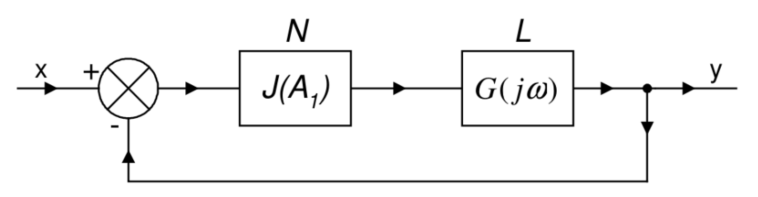 N L
x + J(A₁) G(jω) y
-